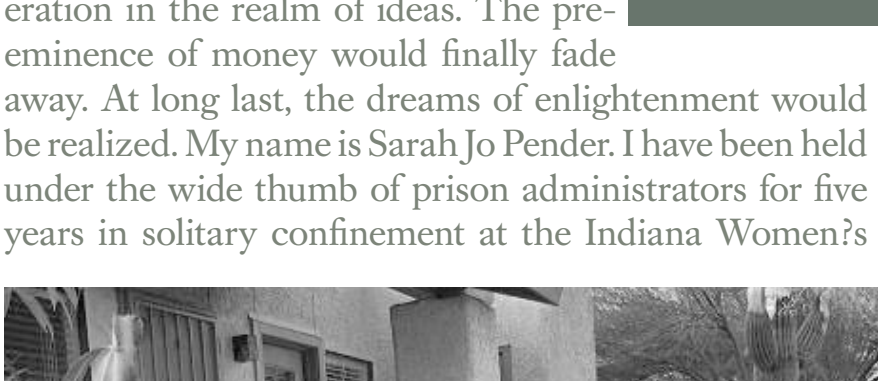 eration in the realm of ideas. The pre-
eminence of money would finally fade
away. At long last, the dreams of enlightenment would
be realized. My name is Sarah Jo Pender. I have been held
under the wide thumb of prison administrators for five
years in solitary confinement at the Indiana Women?s